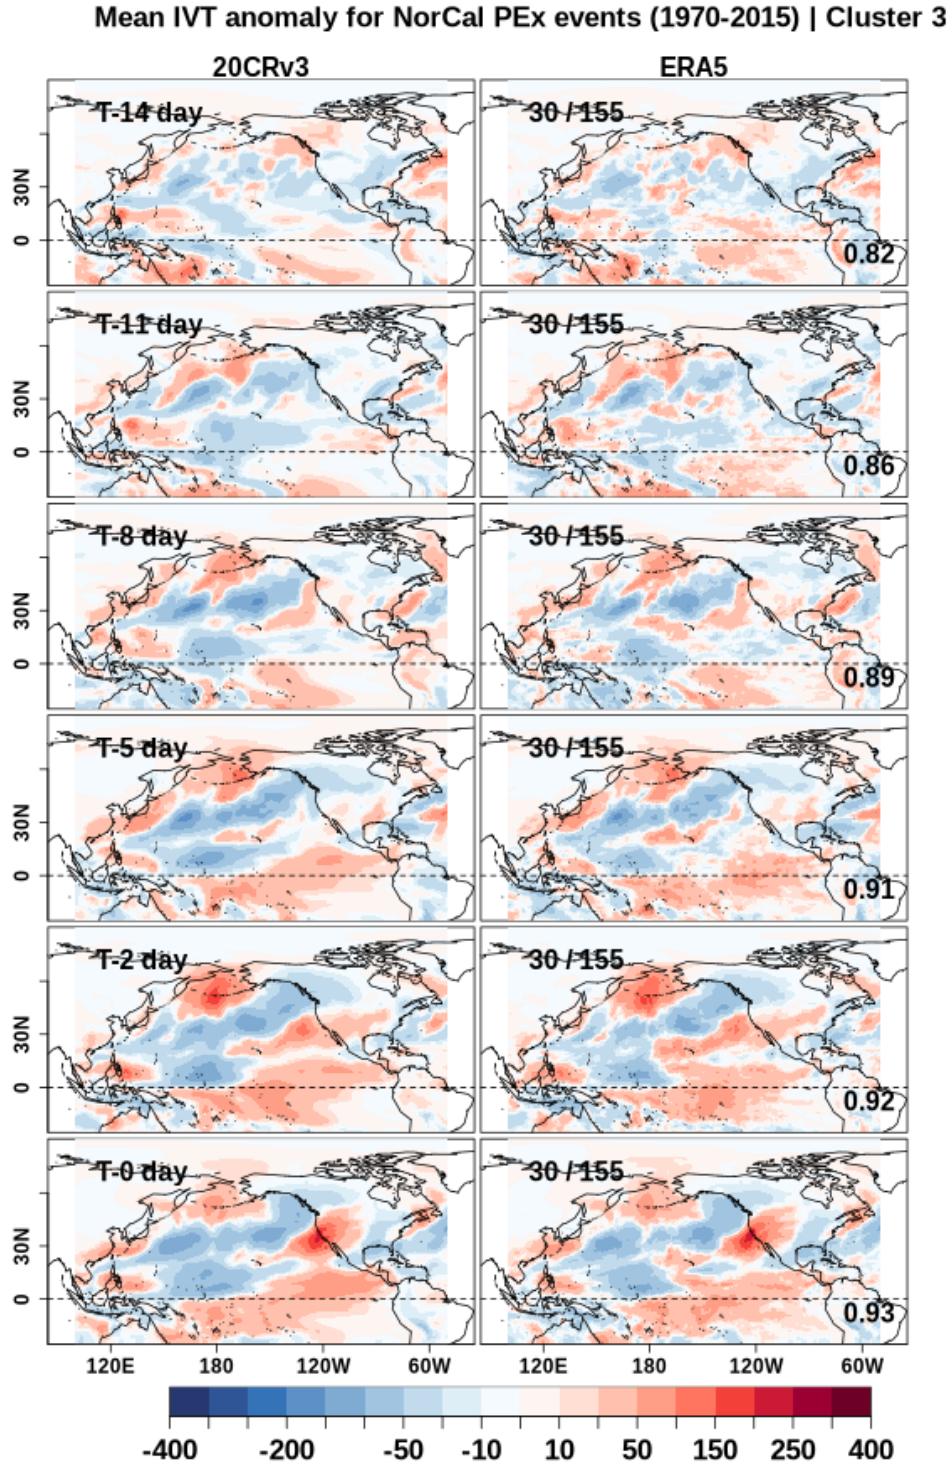 Mean IVT anomaly for NorCal PEx events (1970-2015) | Cluster 3
20CRv3 ERA5
T-14 day 30 / 155
30N
0
0.82
T-11 day 30 / 155
30N
0
0.86
T-8 day 30 / 155
30N
0
0.89
T-5 day 30 / 155
30N
0
0.91
T-2 day 30 / 155
30N
0
0.92
T-0 day 30 / 155
30N
0
0.93
120E 180 120W 60W 120E 180 120W 60W
-400 -200 -50 -10 10 50 150 250 400